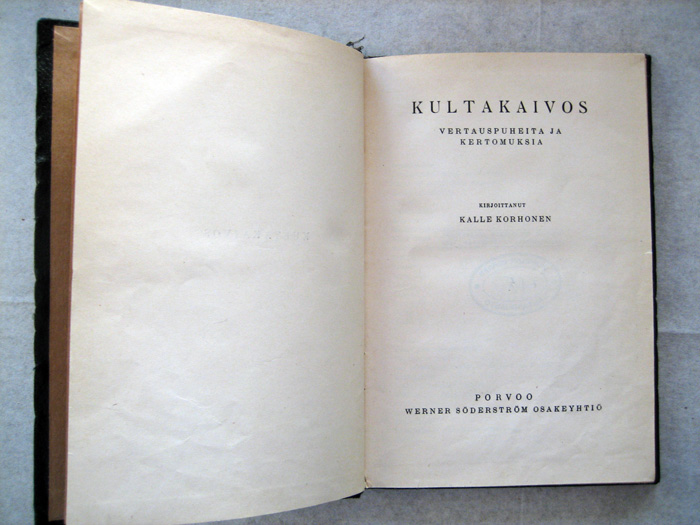 KULTAKAIVOS
VERTAUSPUHEITA JA
KERTOMUKSIA
KIRJOITTANUT
KALLE KORHONEN
PORVOO
WERNER SÖDERSTRÖM OSAKEYHTIÖ